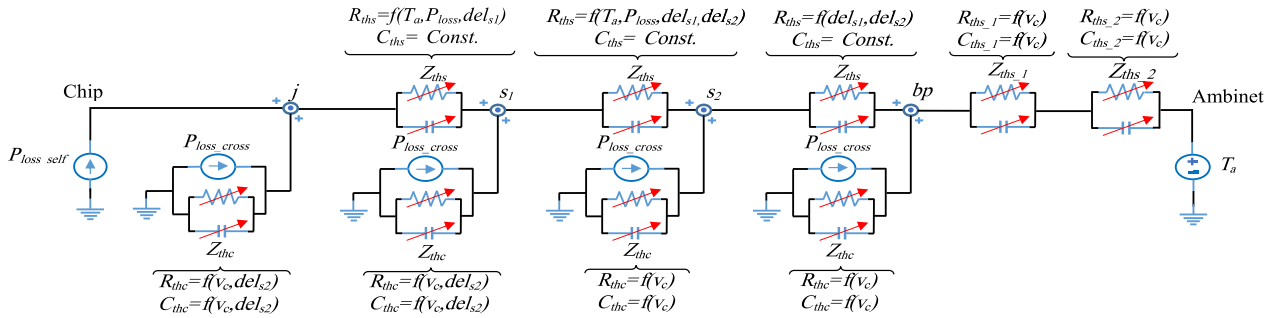 R_ths=f(T_a,P_loss,del_s1)
C_ths= Const.
R_ths=f(T_a,P_loss,del_s1,del_s2)
C_ths= Const.
R_ths=f(del_s1,del_s2)
C_ths= Const.
R_ths_1=f(v_c)
C_ths_1=f(v_c)
R_ths_2=f(v_c)
C_ths_2=f(v_c)
Z_ths
Z_ths
Z_ths
Z_ths_1
Z_ths_2
Chip
j
s_1
s_2
bp
Ambinet
P_loss self
P_loss_cross
P_loss_cross
P_loss_cross
P_loss_cross
T_a
Z_thc
Z_thc
Z_thc
Z_thc
R_thc=f(v_c,del_s2)
C_thc=f(v_c,del_s2)
R_thc=f(v_c,del_s2)
C_thc=f(v_c,del_s2)
R_thc=f(v_c)
C_thc=f(v_c)
R_thc=f(v_c)
C_thc=f(v_c)